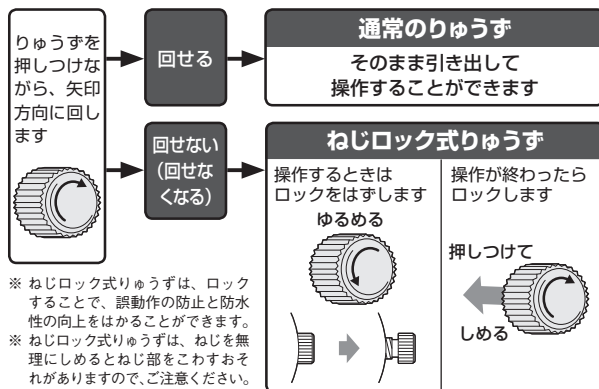 りゅうずを
押しつけな
がら、矢印
方向に回し
ます
回せる
通常のりゅうず
そのまま引き出して
操作することができます
回せない
(回せな
くなる)
ねじロック式りゅうず
操作するときは
ロックをはずします
ゆるめる
操作が終わったら
ロックします
押しつけて
しめる
※ ねじロック式りゅうずは、ロック
することで、誤動作の防止と防水
性の向上をはかることができます。
※ ねじロック式りゅうずは、ねじを無
理にしめるとねじ部をこわすおそ
れがありますので、ご注意ください。